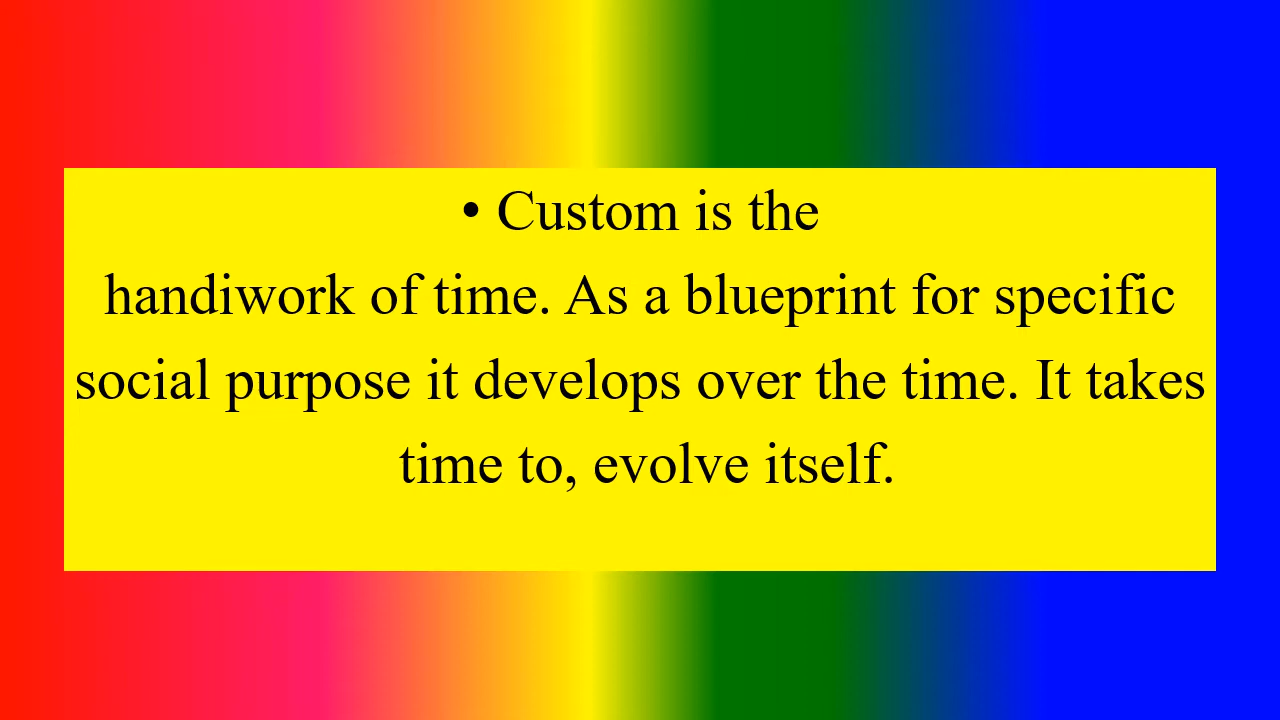 • Custom is the
handiwork of time. As a blueprint for specific
social purpose it develops over the time. It takes
time to, evolve itself.